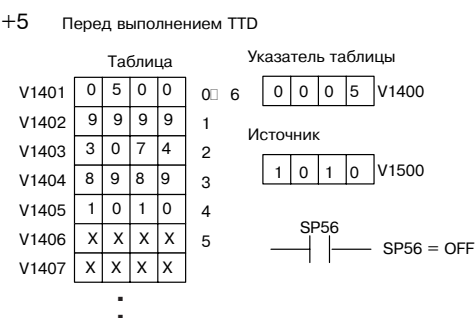 +5 Перед выполнением TTD
Таблица
V1401 0 5 0 0 0 6
V1402 9 9 9 9 1
V1403 3 0 7 4 2
V1404 8 9 8 9 3
V1405 1 0 1 0 4
V1406 X X X X 5
V1407 X X X X
Указатель таблицы
0 0 0 5 V1400
Источник
1 0 1 0 V1500
SP56
SP56 = OFF